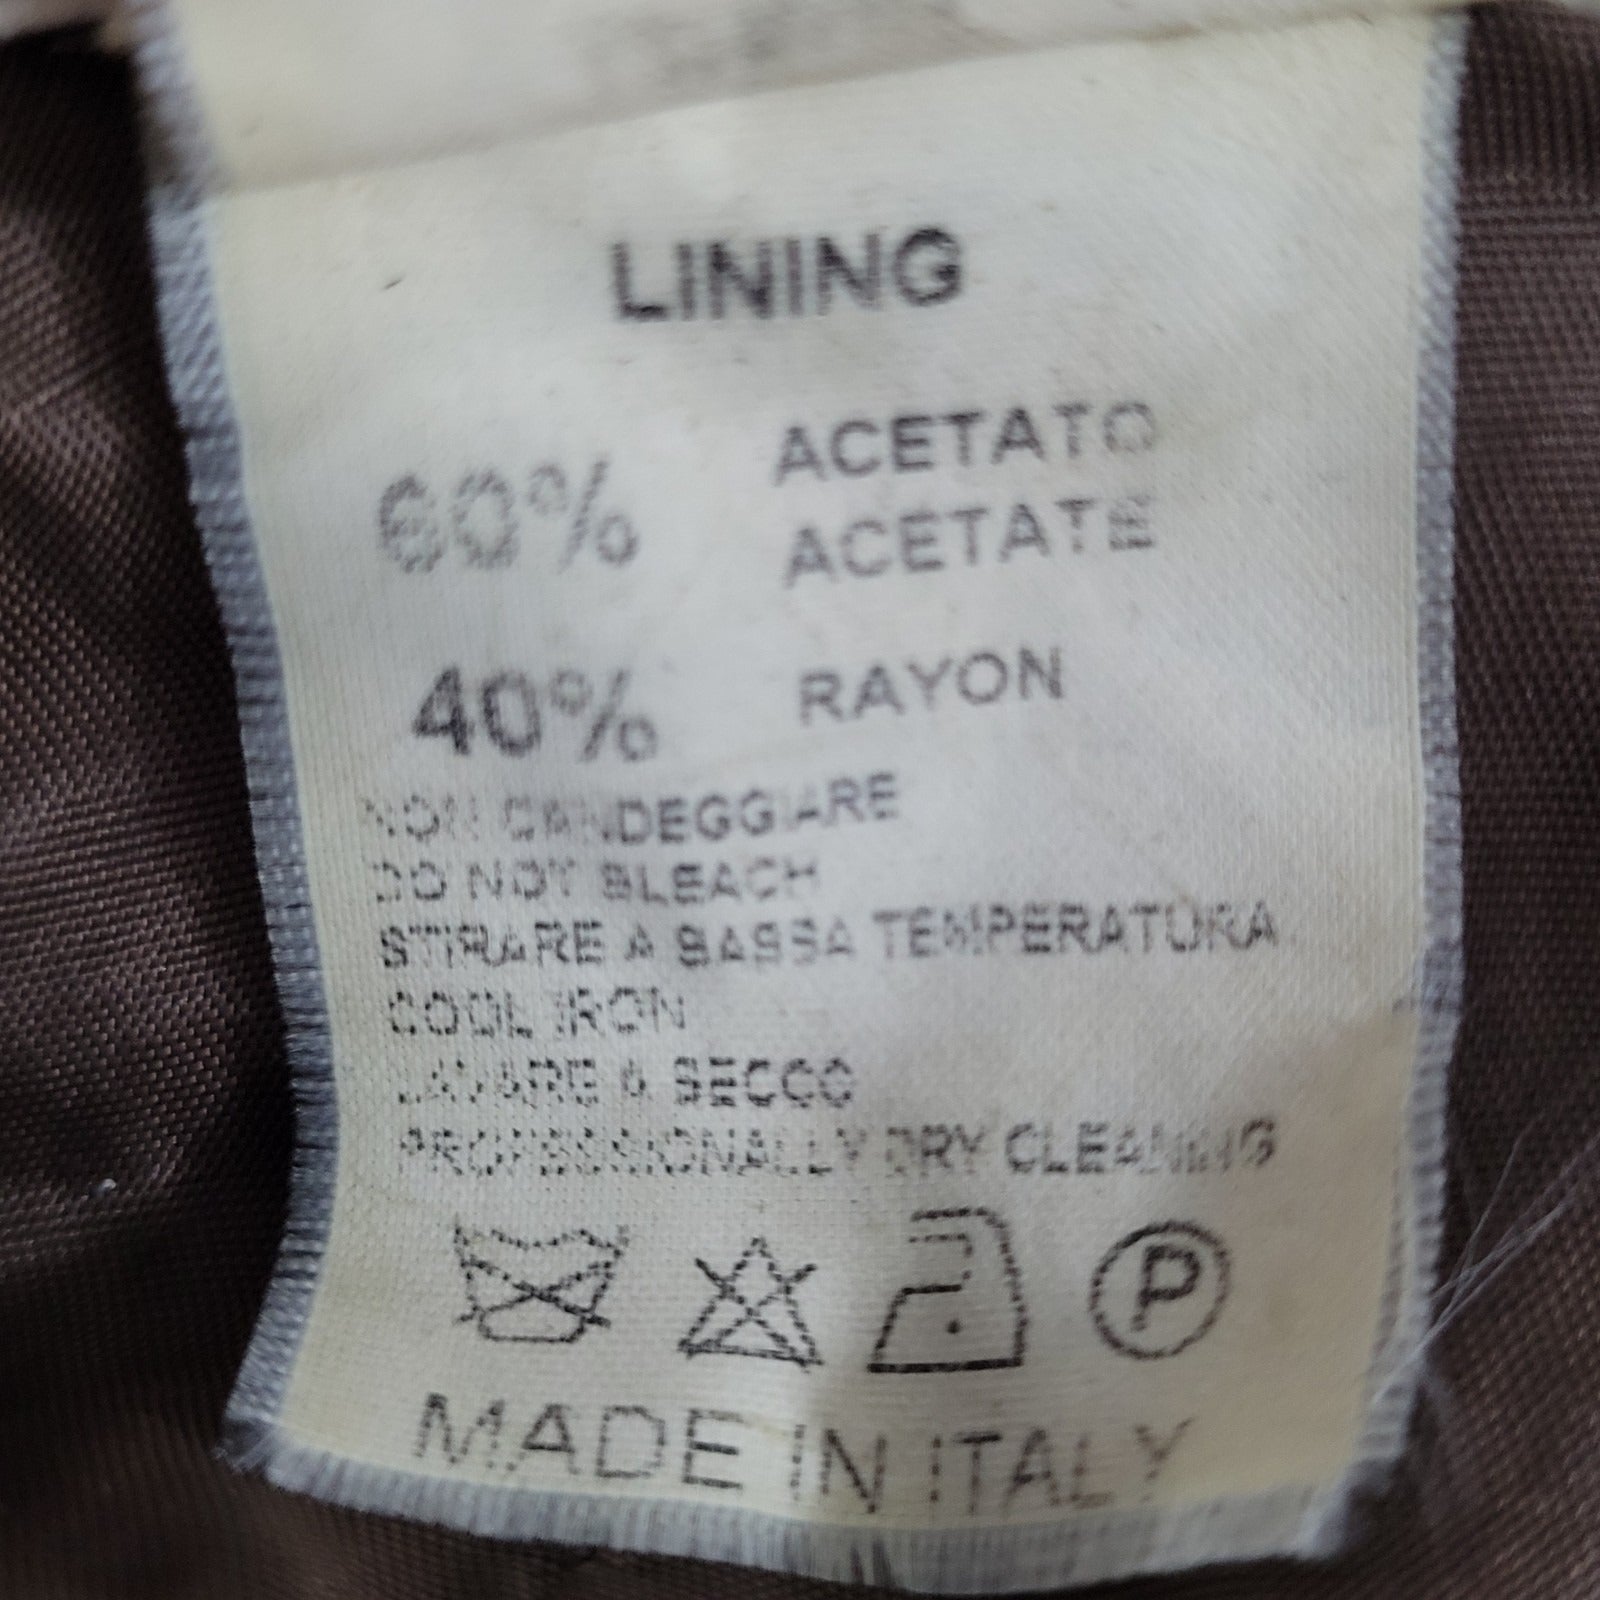 LINING
60% ACETATO
ACETATE
40% RAYON
NON CANDEGGIARE
DO NOT BLEACH
STIRARE A BASSA TEMPERATURA
COOL IRON
LAVARE A SECCO
PROFESSIONALLY DRY CLEANING
P
MADE IN ITALY